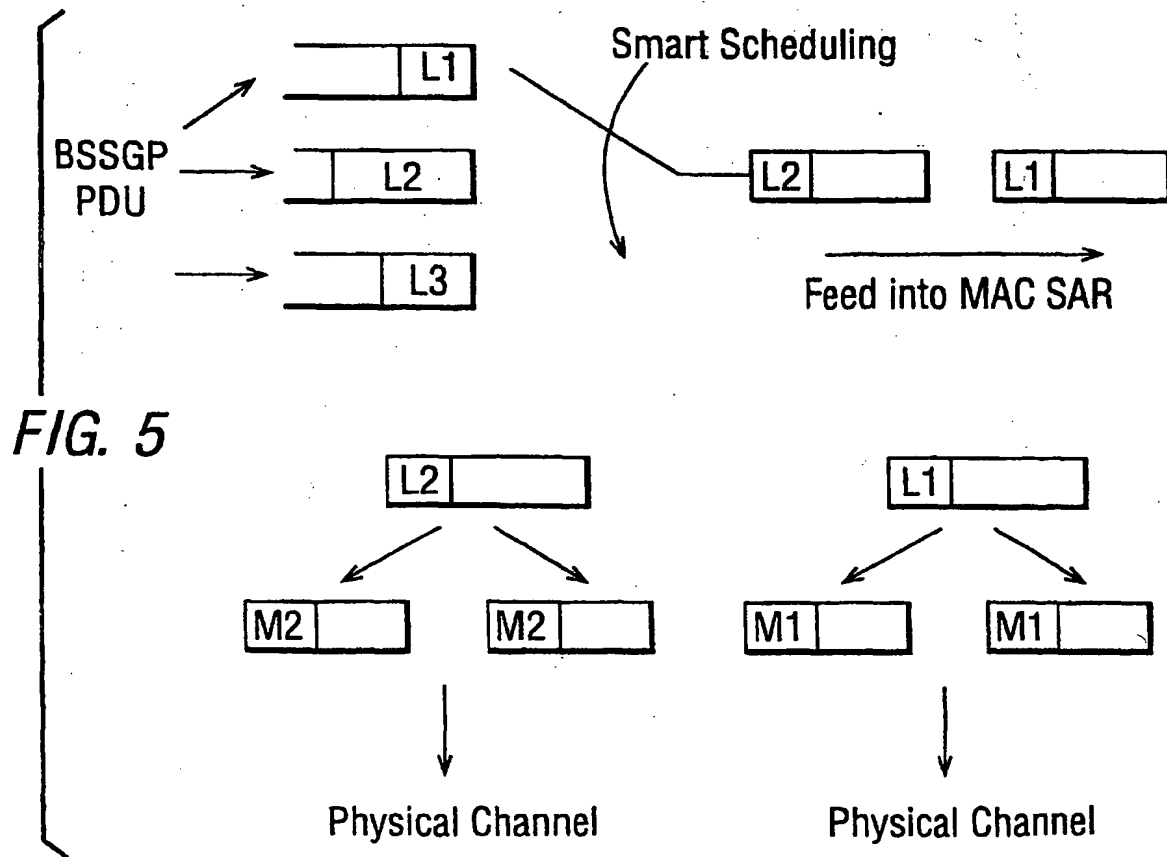 Smart Scheduling
L1
BSSGP
PDU
L2
L3
L2
L1
Feed into MAC SAR
FIG. 5
L2
L1
M2
M2
M1
M1
Physical Channel
Physical Channel